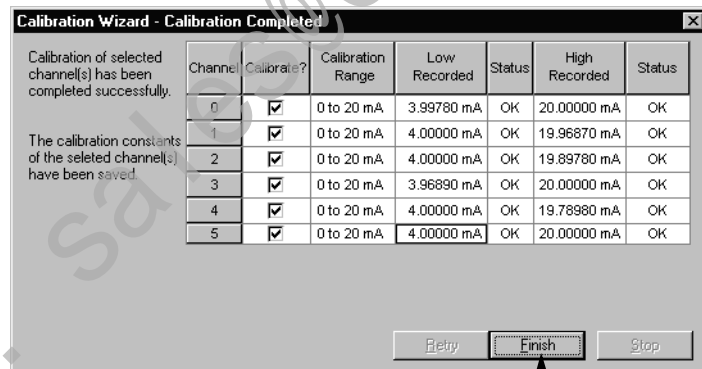 Calibration Wizard - Calibration Completed
Calibration of selected
channel(s) has been
completed successfully.
The calibration constants
of the seleted channel(s)
have been saved.
Channel Calibrate? Calibration Range Low Recorded Status High Recorded Status
0 0 to 20 mA 3.99780 mA OK 20.00000 mA OK
1 0 to 20 mA 4.00000 mA OK 19.96870 mA OK
2 0 to 20 mA 4.00000 mA OK 19.89780 mA OK
3 0 to 20 mA 3.96890 mA OK 20.00000 mA OK
4 0 to 20 mA 4.00000 mA OK 19.78980 mA OK
5 0 to 20 mA 4.00000 mA OK 20.00000 mA OK
Retry Finish Stop
sales@